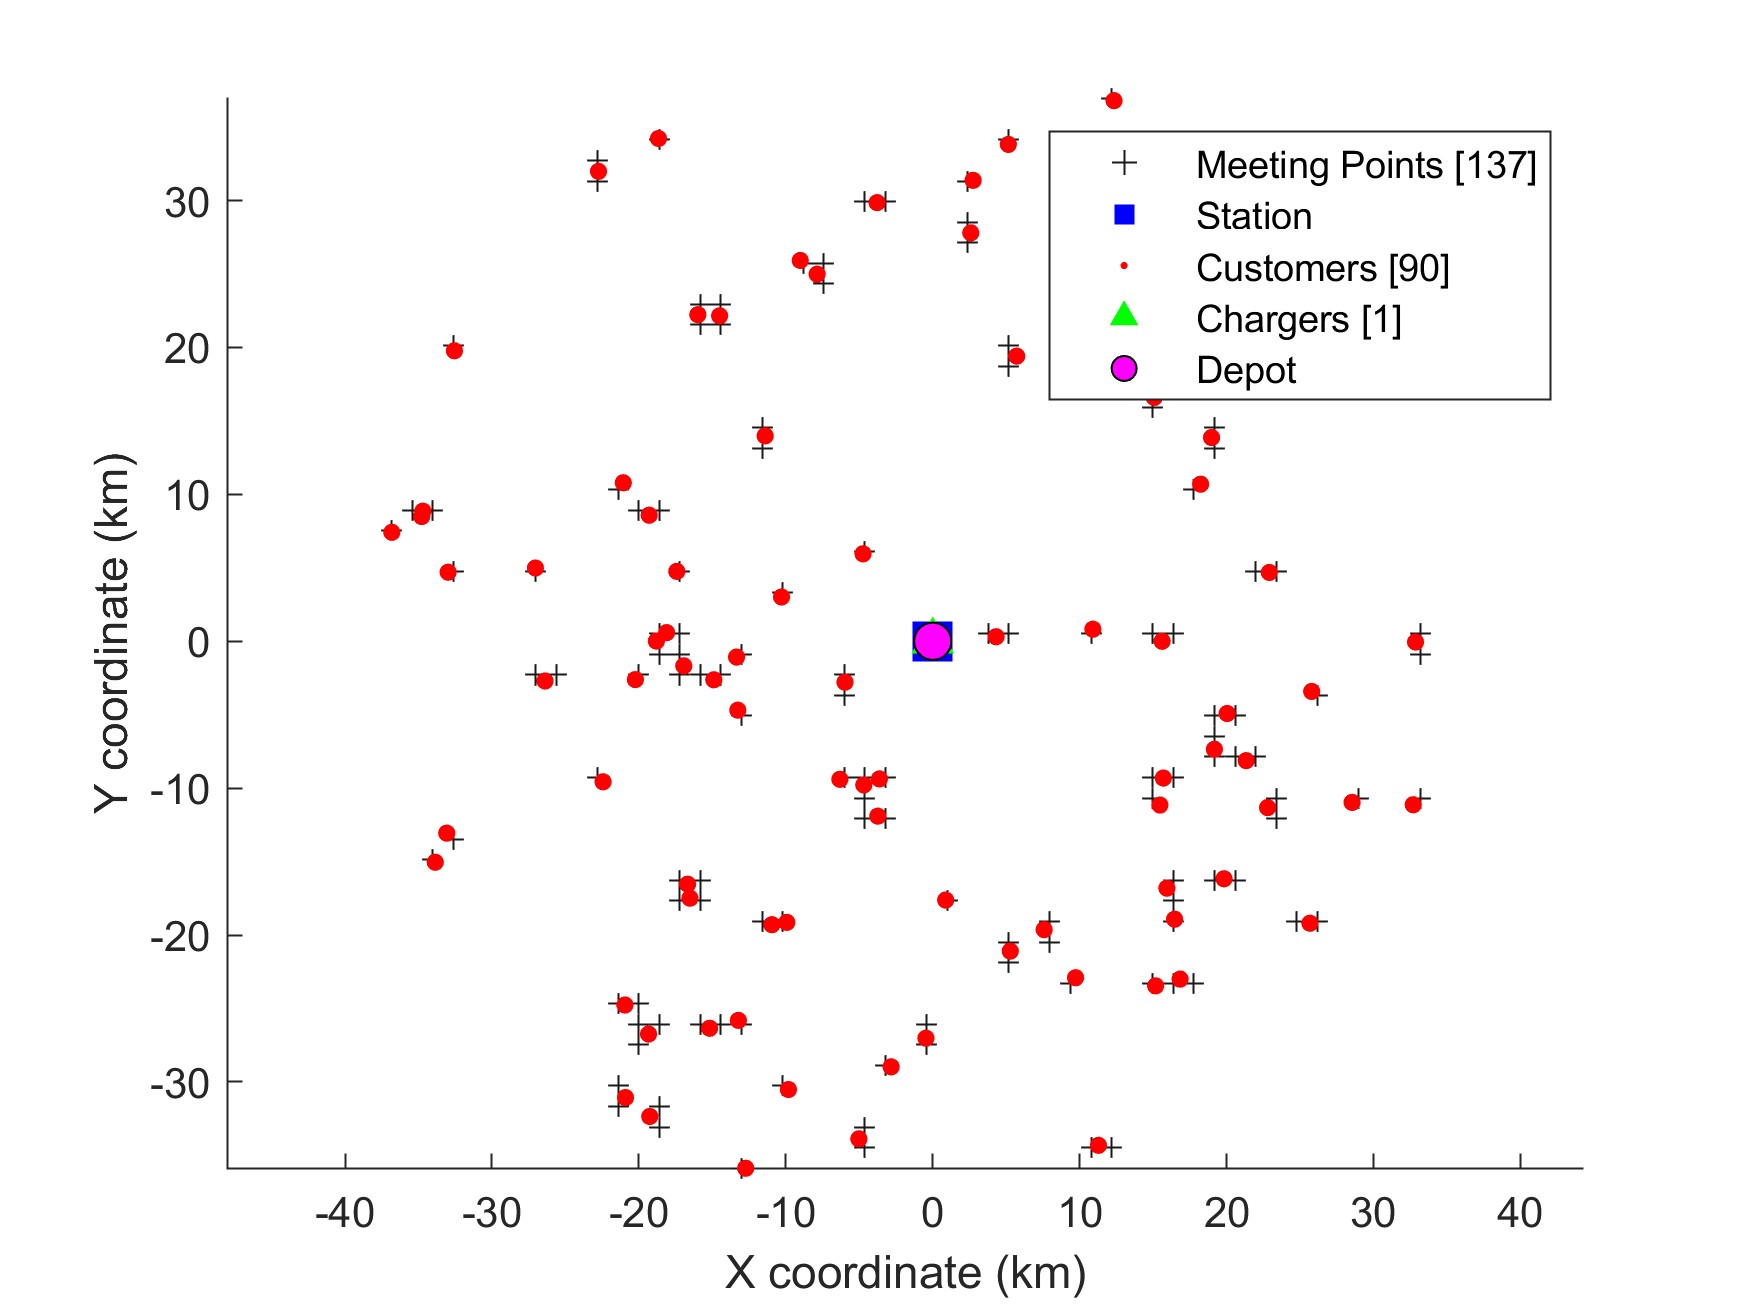 Meeting Points [137]
Station
Customers [90]
Chargers [1]
Depot
30
20
10
0
-10
-20
-30
Y coordinate (km)
-40 -30 -20 -10 0 10 20 30 40
X coordinate (km)